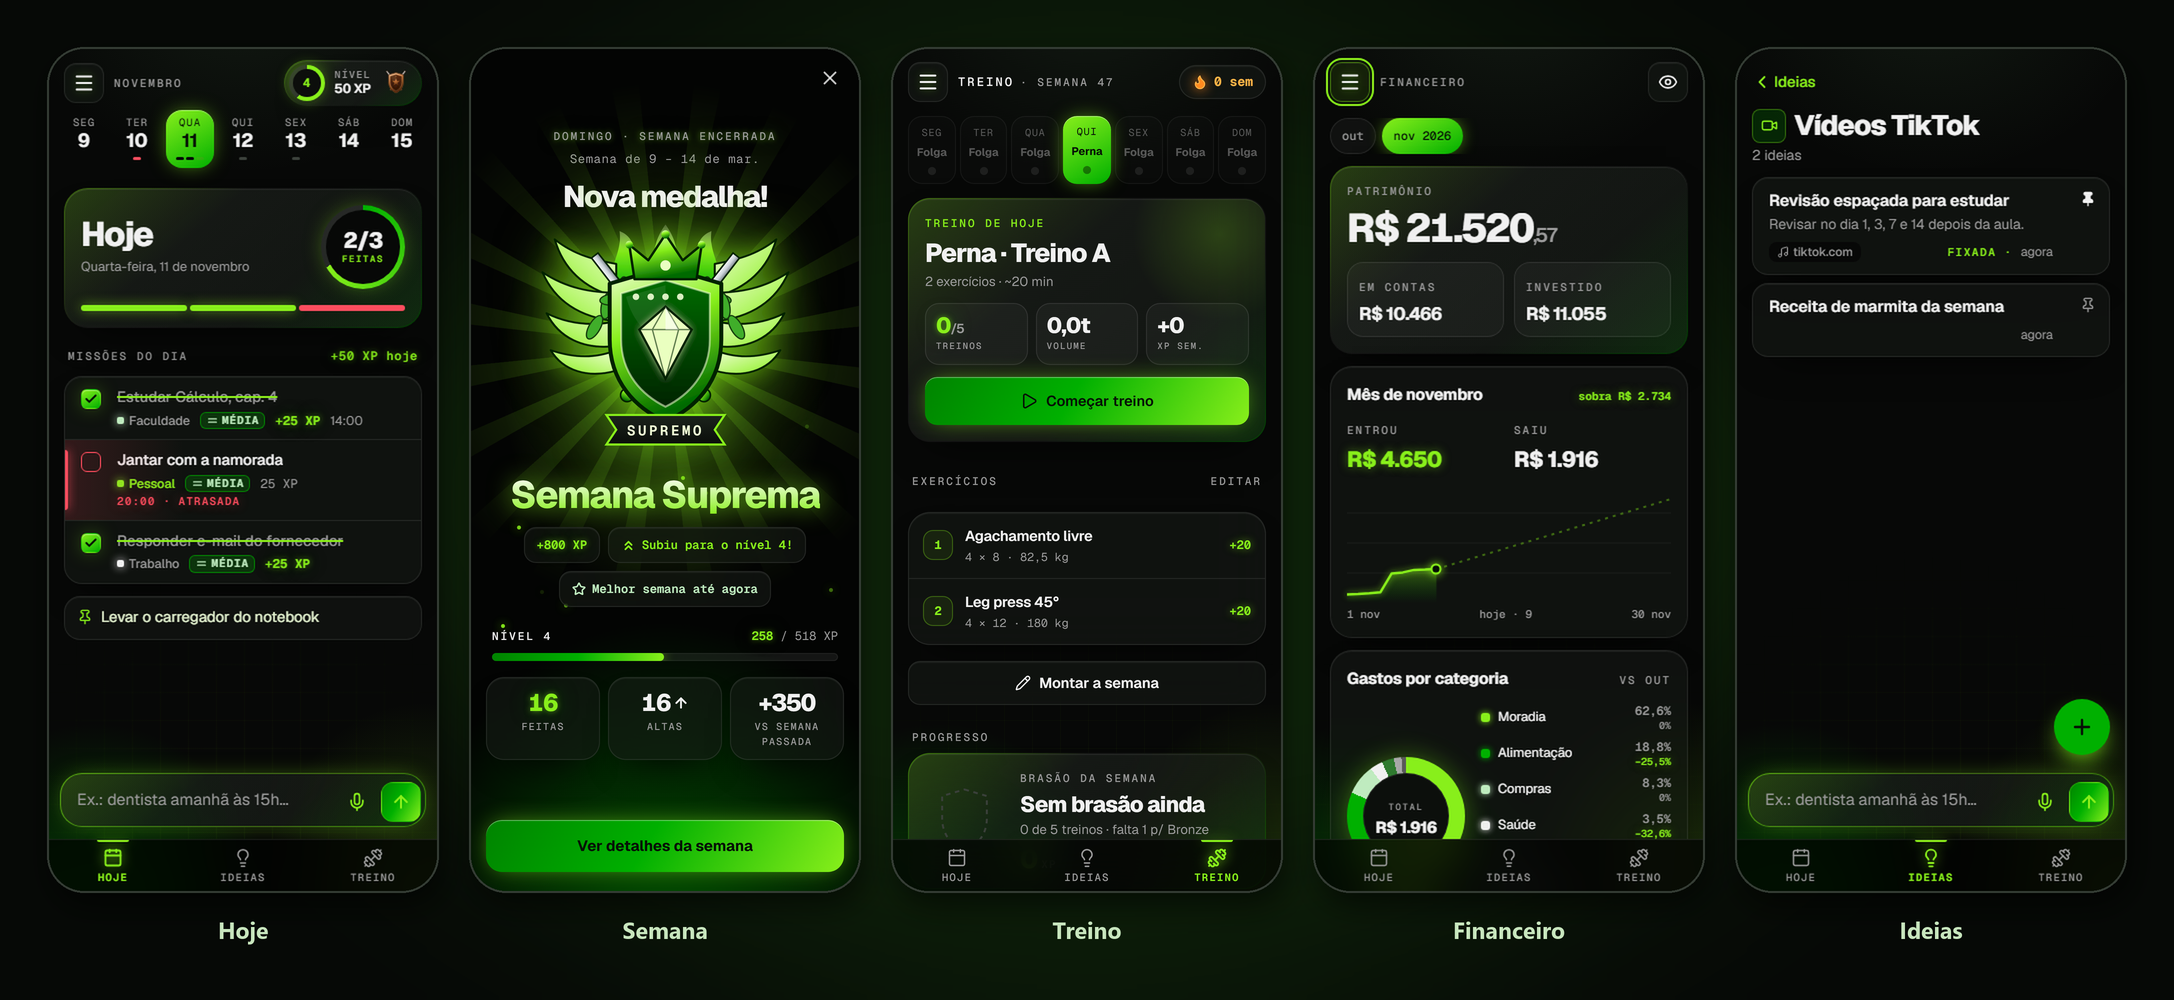 NOVEMBRO
4
NÍVEL
50 XP
SEG TER QUA QUI SEX SÁB DOM
9 10 11 12 13 14 15
Hoje
Quarta-feira, 11 de novembro
2/3
FEITAS
MISSÕES DO DIA
+50 XP hoje
Estudar Cálculo, cap. 4
Faculdade = MÉDIA +25 XP 14:00
Jantar com a namorada
Pessoal = MÉDIA 25 XP
20:00 · ATRASADA
Responder e-mail do fornecedor
Trabalho = MÉDIA +25 XP
Levar o carregador do notebook
Ex.: dentista amanhã às 15h...
HOJE IDEIAS TREINO
Hoje
DOMINGO · SEMANA ENCERRADA
Semana de 9 – 14 de mar.
Nova medalha!
SUPREMO
Semana Suprema
+800 XP
Subiu para o nível 4!
Melhor semana até agora
NÍVEL 4
258 / 518 XP
16
FEITAS
16
ALTAS
+350
VS SEMANA
PASSADA
Ver detalhes da semana
Semana
TREINO · SEMANA 47
0 sem
SEG TER QUA QUI SEX SÁB DOM
Folga Folga Folga Perna Folga Folga Folga
TREINO DE HOJE
Perna · Treino A
2 exercícios · ~20 min
0/5
TREINOS
0,0t
VOLUME
+0
XP SEM.
Começar treino
EXERCÍCIOS
EDITAR
1
Agachamento livre
4 × 8 · 82,5 kg
+20
2
Leg press 45°
4 × 12 · 180 kg
+20
Montar a semana
PROGRESSO
BRASÃO DA SEMANA
Sem brasão ainda
0 de 5 treinos · falta 1 p/ Bronze
HOJE IDEIAS TREINO
Treino
FINANCEIRO
out
nov 2026
PATRIMÔNIO
R$ 21.520,57
EM CONTAS
R$ 10.466
INVESTIDO
R$ 11.055
Mês de novembro
sobra R$ 2.734
ENTROU
R$ 4.650
SAIU
R$ 1.916
1 nov
hoje · 9
30 nov
Gastos por categoria
VS OUT
TOTAL
R$ 1.916
Moradia 62,6%
0%
Alimentação 18,8%
−25,5%
Compras 8,3%
0%
Saúde 3,5%
−32,6%
HOJE IDEIAS TREINO
Financeiro
Ideias
Vídeos TikTok
2 ideias
Revisão espaçada para estudar
Revisar no dia 1, 3, 7 e 14 depois da aula.
tiktok.com
FIXADA · agora
Receita de marmita da semana
agora
Ex.: dentista amanhã às 15h...
HOJE IDEIAS TREINO
Ideias